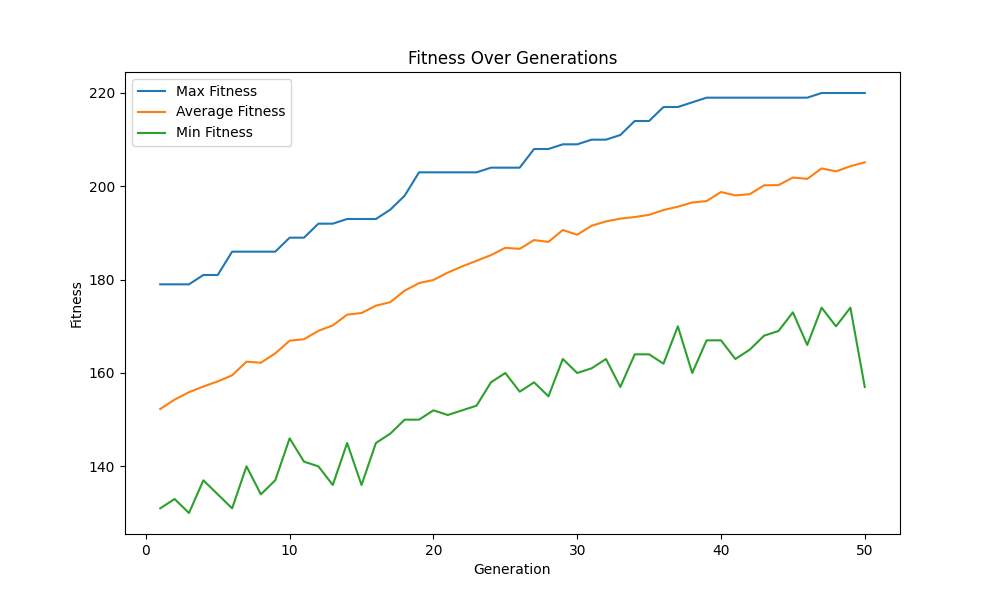 Fitness Over Generations
Max Fitness
Average Fitness
Min Fitness
220
200
180
160
140
Fitness
0 10 20 30 40 50
Generation